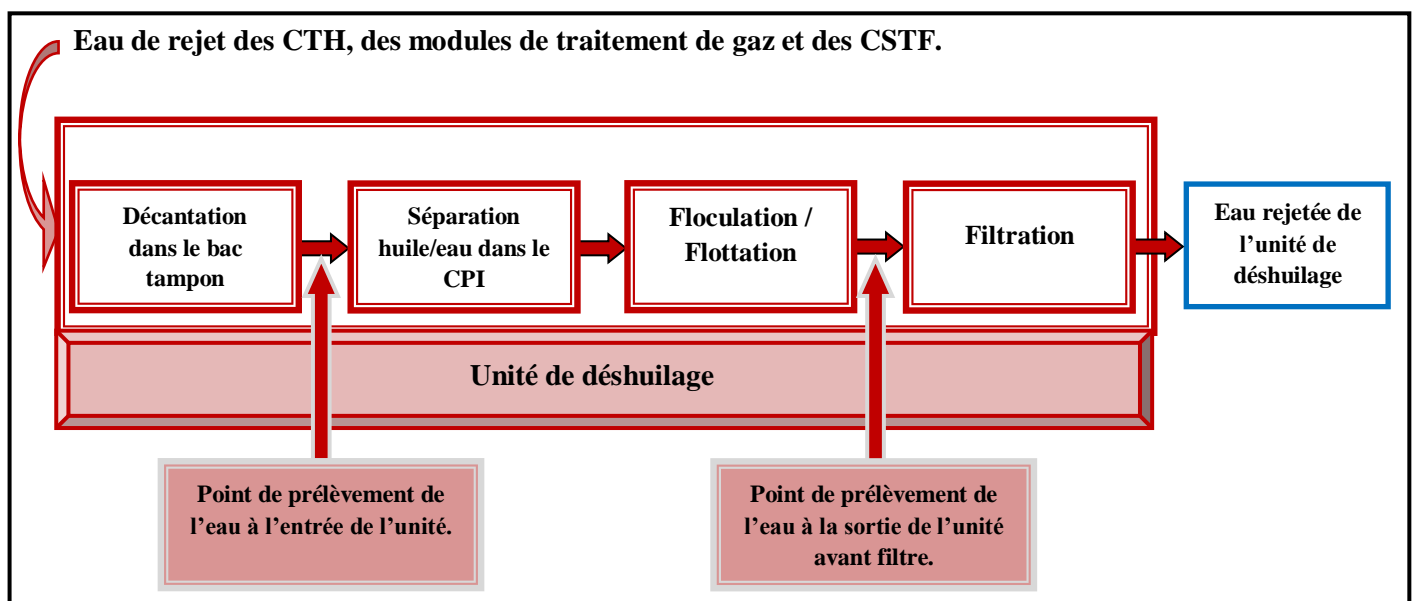 Eau de rejet des CTH, des modules de traitement de gaz et des CSTF.
Décantation
dans le bac
tampon
Séparation
huile/eau dans le
CPI
Floculation /
Flottation
Filtration
Eau rejetée de
l’unité de
déshuilage
Unité de déshuilage
Point de prélèvement de
l’eau à l’entrée de l’unité.
Point de prélèvement de
l’eau à la sortie de l’unité
avant filtre.